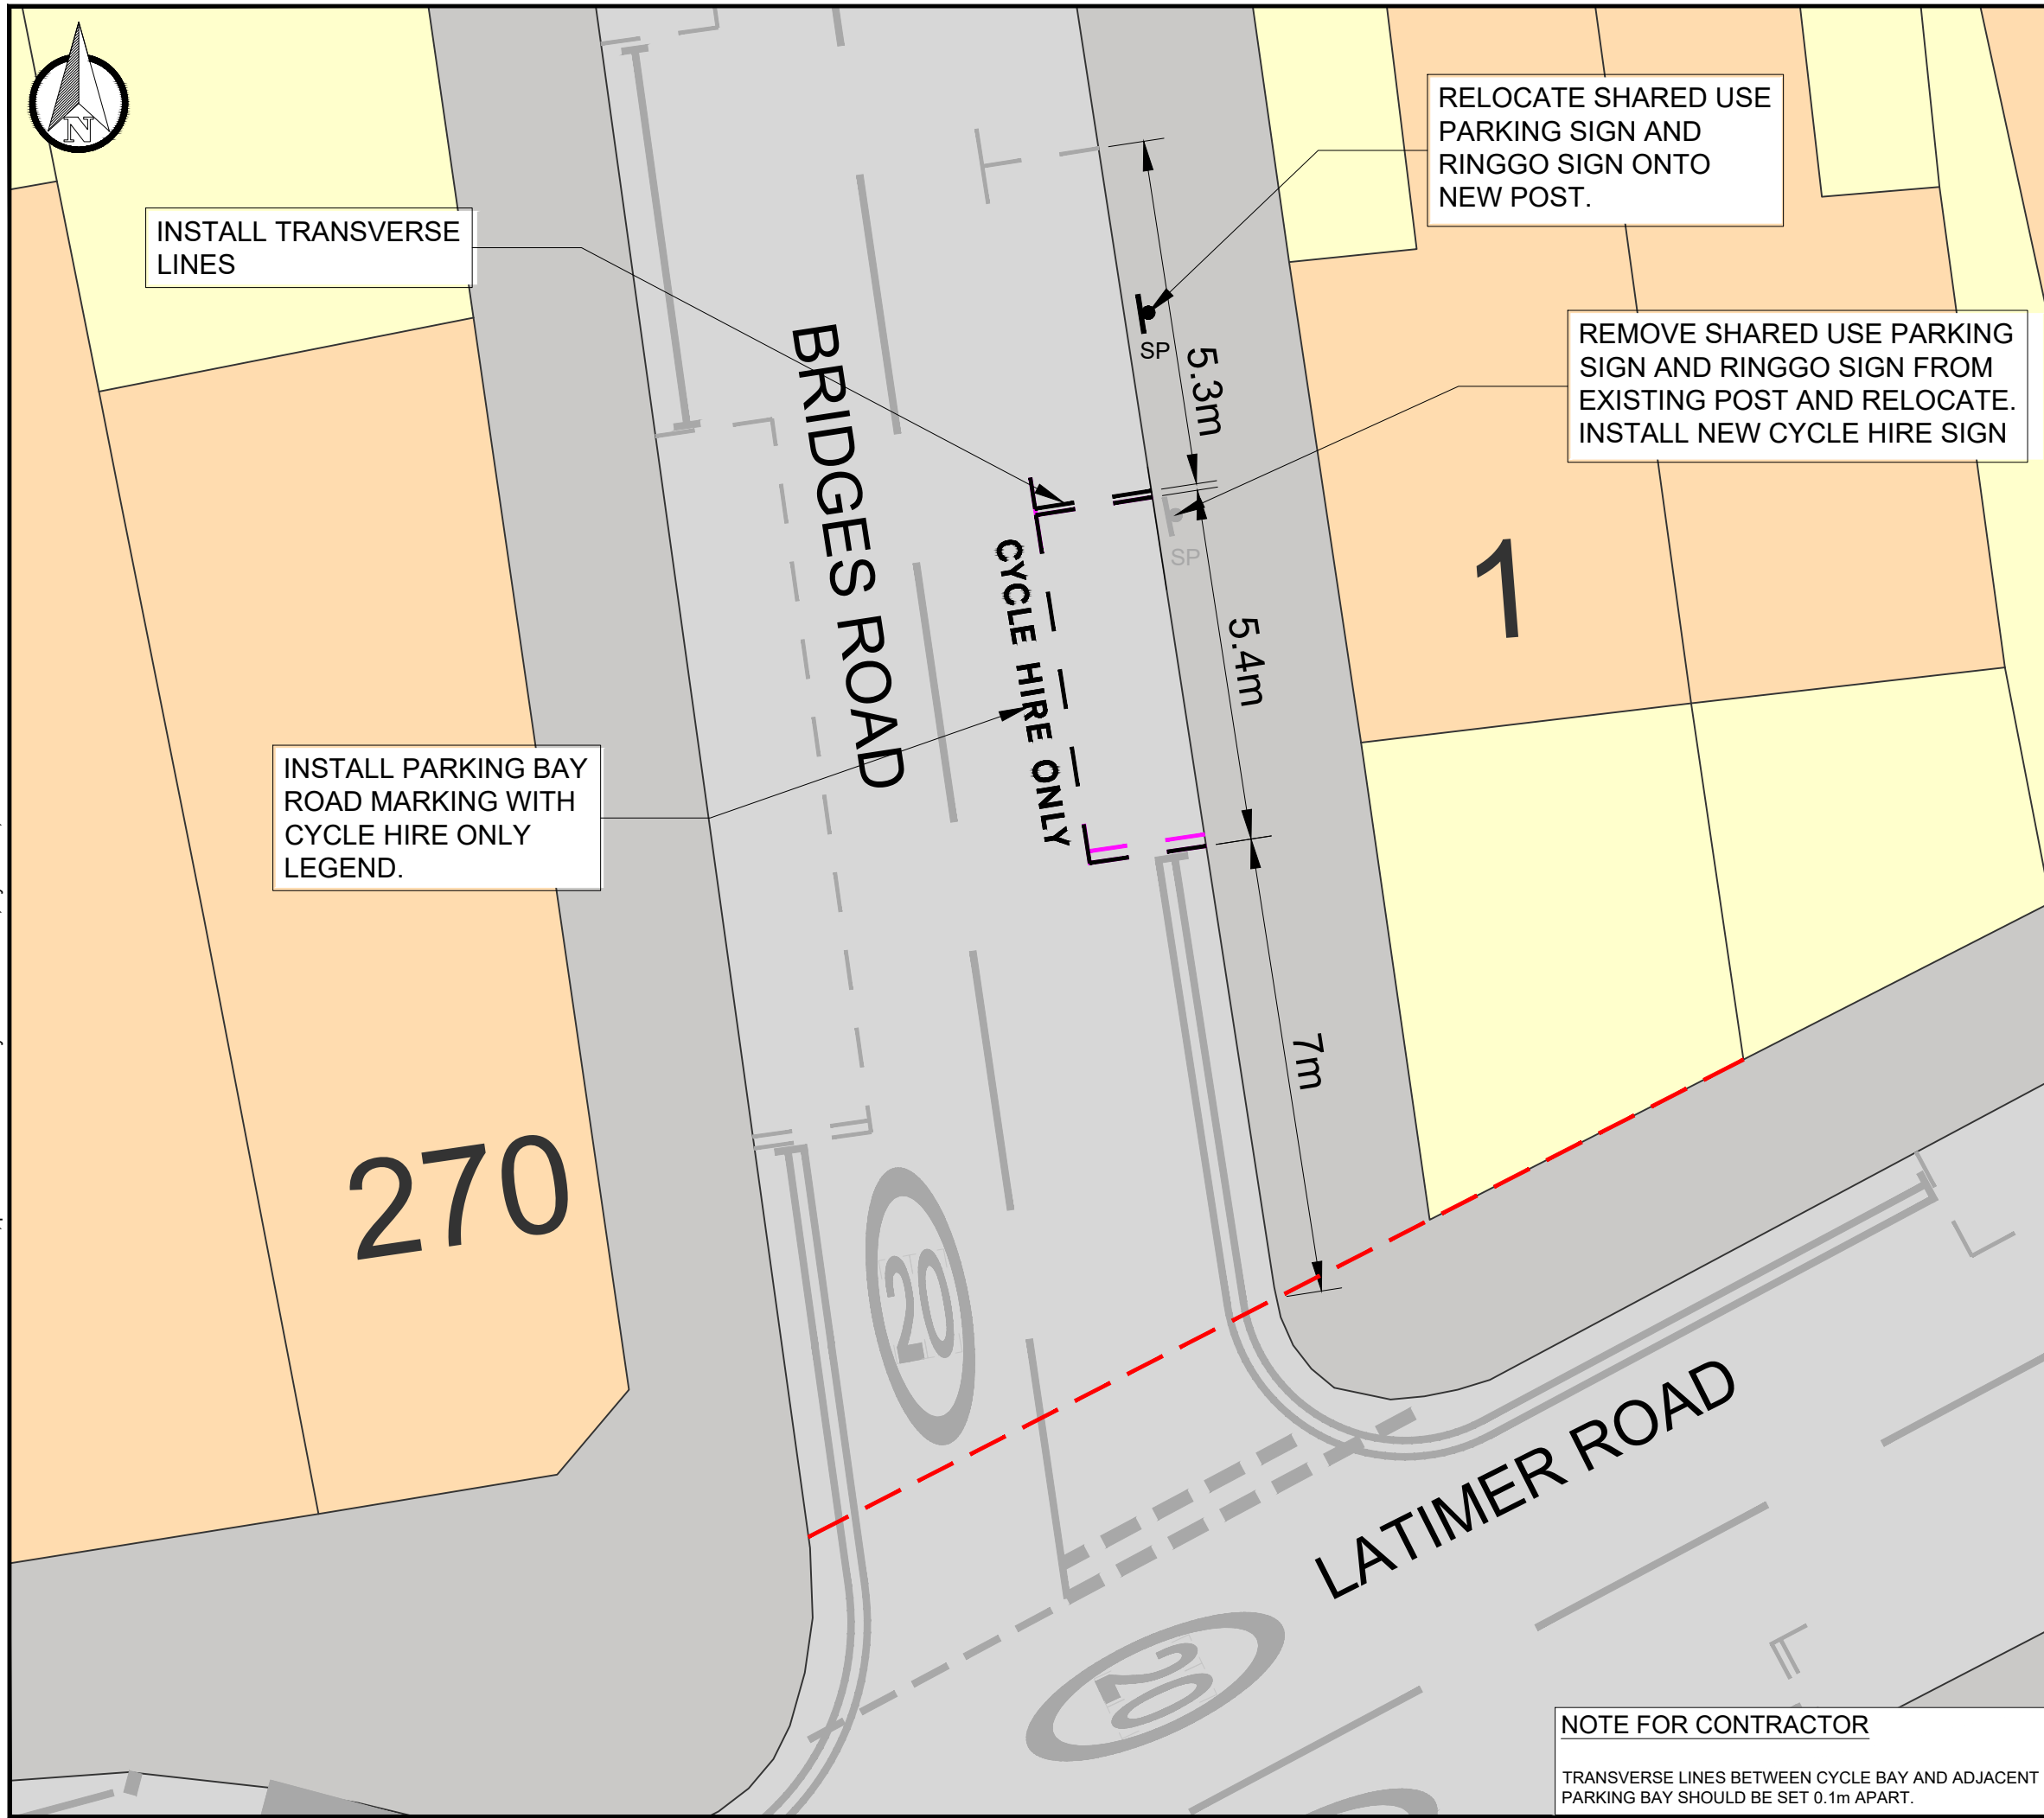 N
RELOCATE SHARED USE
PARKING SIGN AND
RINGGO SIGN ONTO
NEW POST.
INSTALL TRANSVERSE
LINES
REMOVE SHARED USE PARKING
SIGN AND RINGGO SIGN FROM
EXISTING POST AND RELOCATE.
INSTALL NEW CYCLE HIRE SIGN
SP
5.3m
BRIDGES ROAD
SP
CYCLE HIRE ONLY
1
5.4m
INSTALL PARKING BAY
ROAD MARKING WITH
CYCLE HIRE ONLY
LEGEND.
7m
270
20
LATIMER ROAD
20
NOTE FOR CONTRACTOR
TRANSVERSE LINES BETWEEN CYCLE BAY AND ADJACENT
PARKING BAY SHOULD BE SET 0.1m APART.